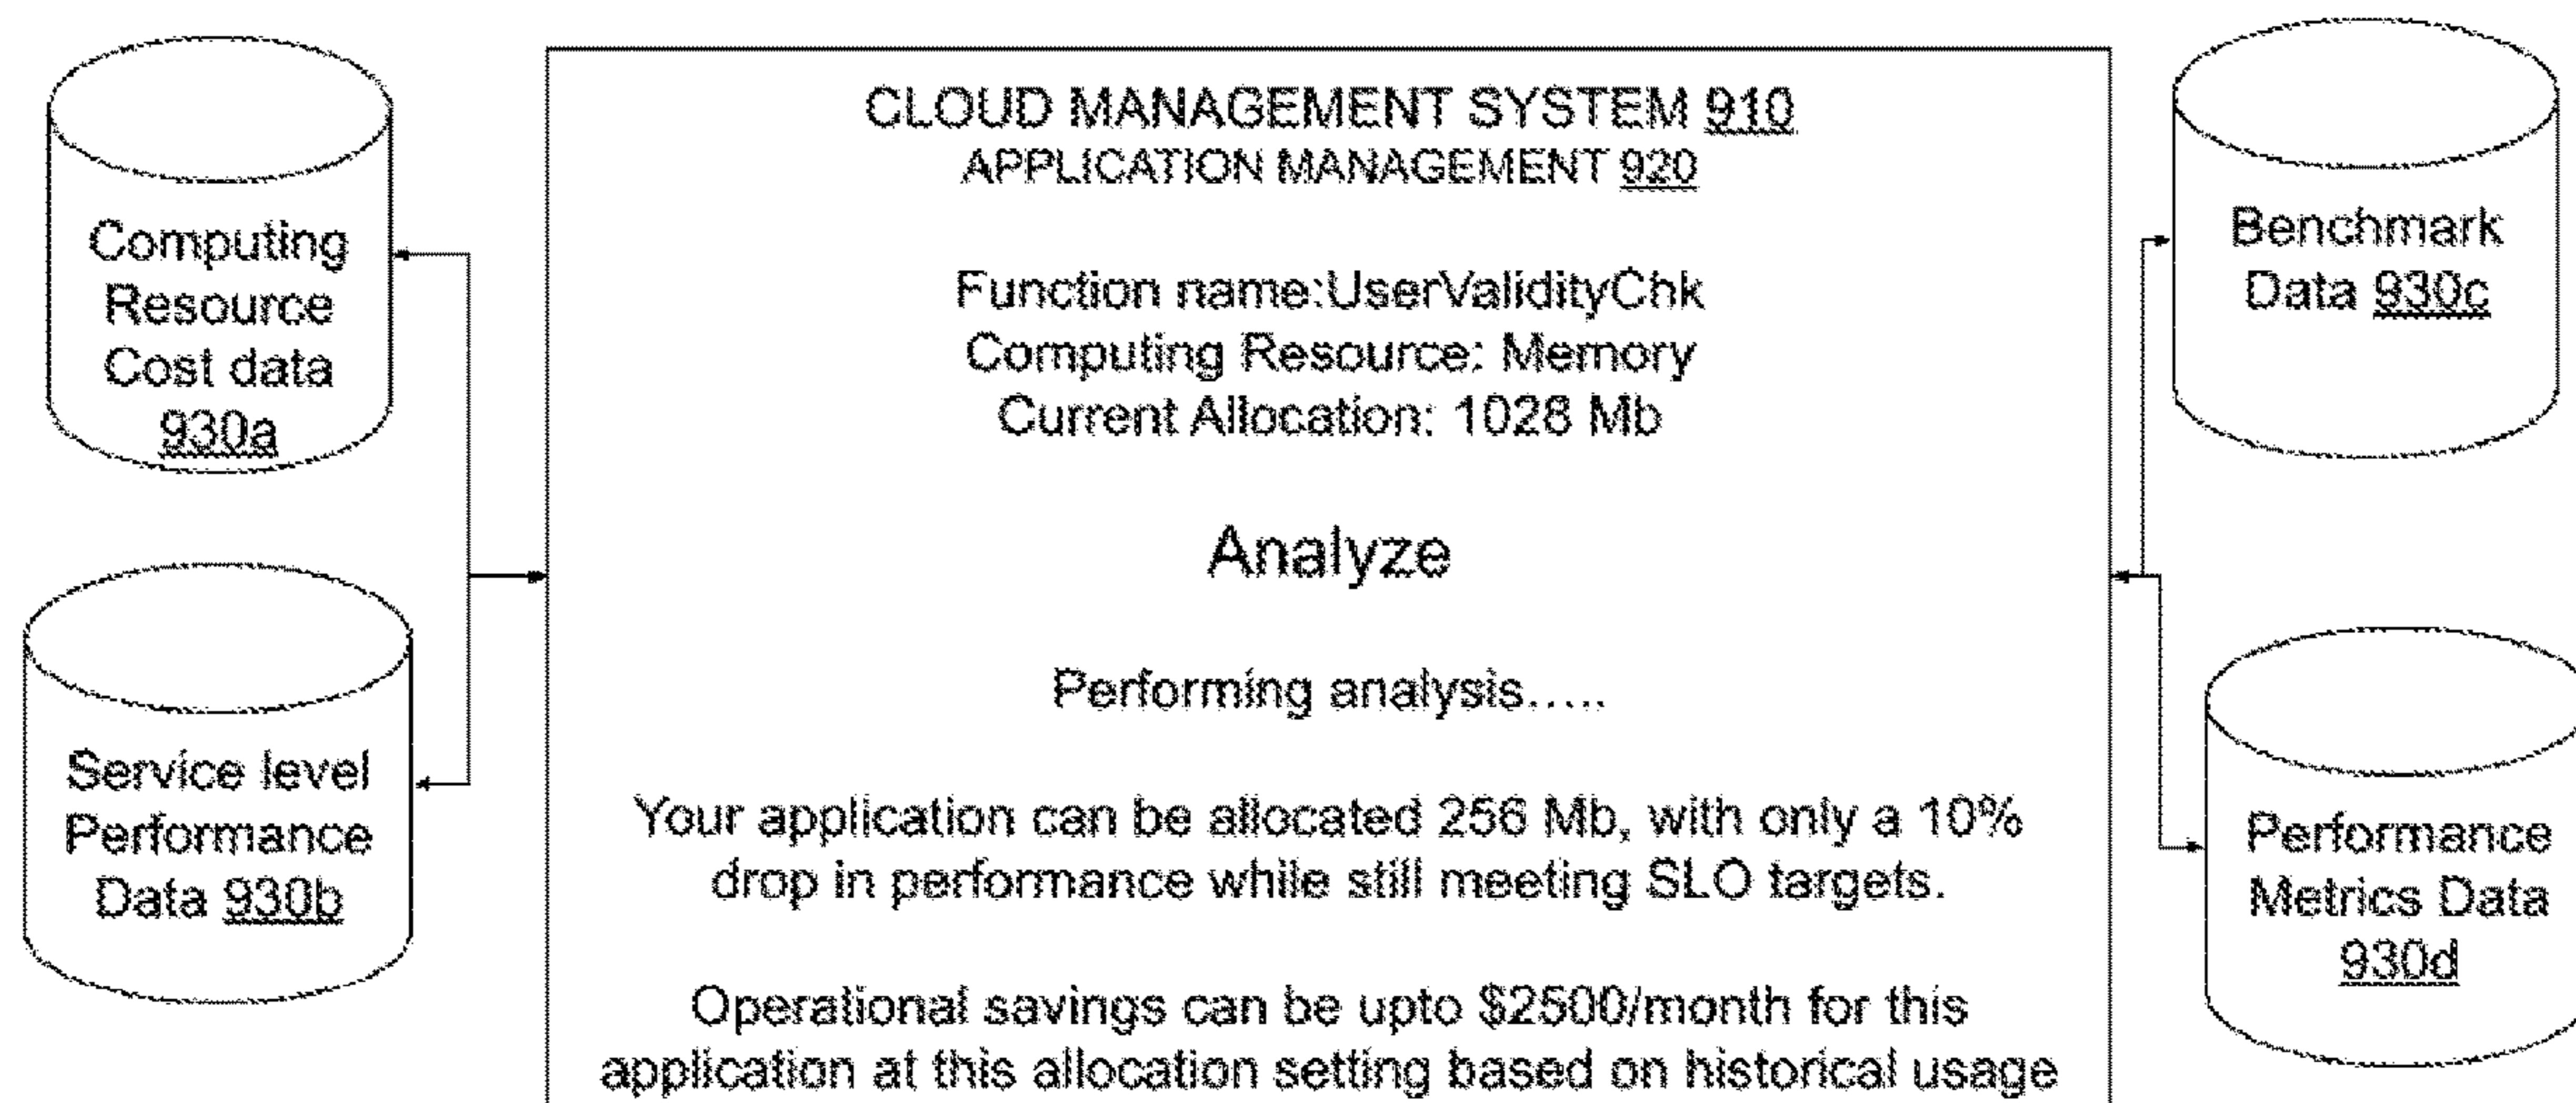 Computing
Resource
Cost data
930a
Service level
Performance
Data 930b
CLOUD MANAGEMENT SYSTEM 910
APPLICATION MANAGEMENT 920
Function name:UserValidityChk
Computing Resource: Memory
Current Allocation: 1028 Mb
Analyze
Performing analysis.....
Your application can be allocated 256 Mb, with only a 10%
drop in performance while still meeting SLO targets.
Operational savings can be upto $2500/month for this
application at this allocation setting based on historical usage
Benchmark
Data 930c
Performance
Metrics Data
930d